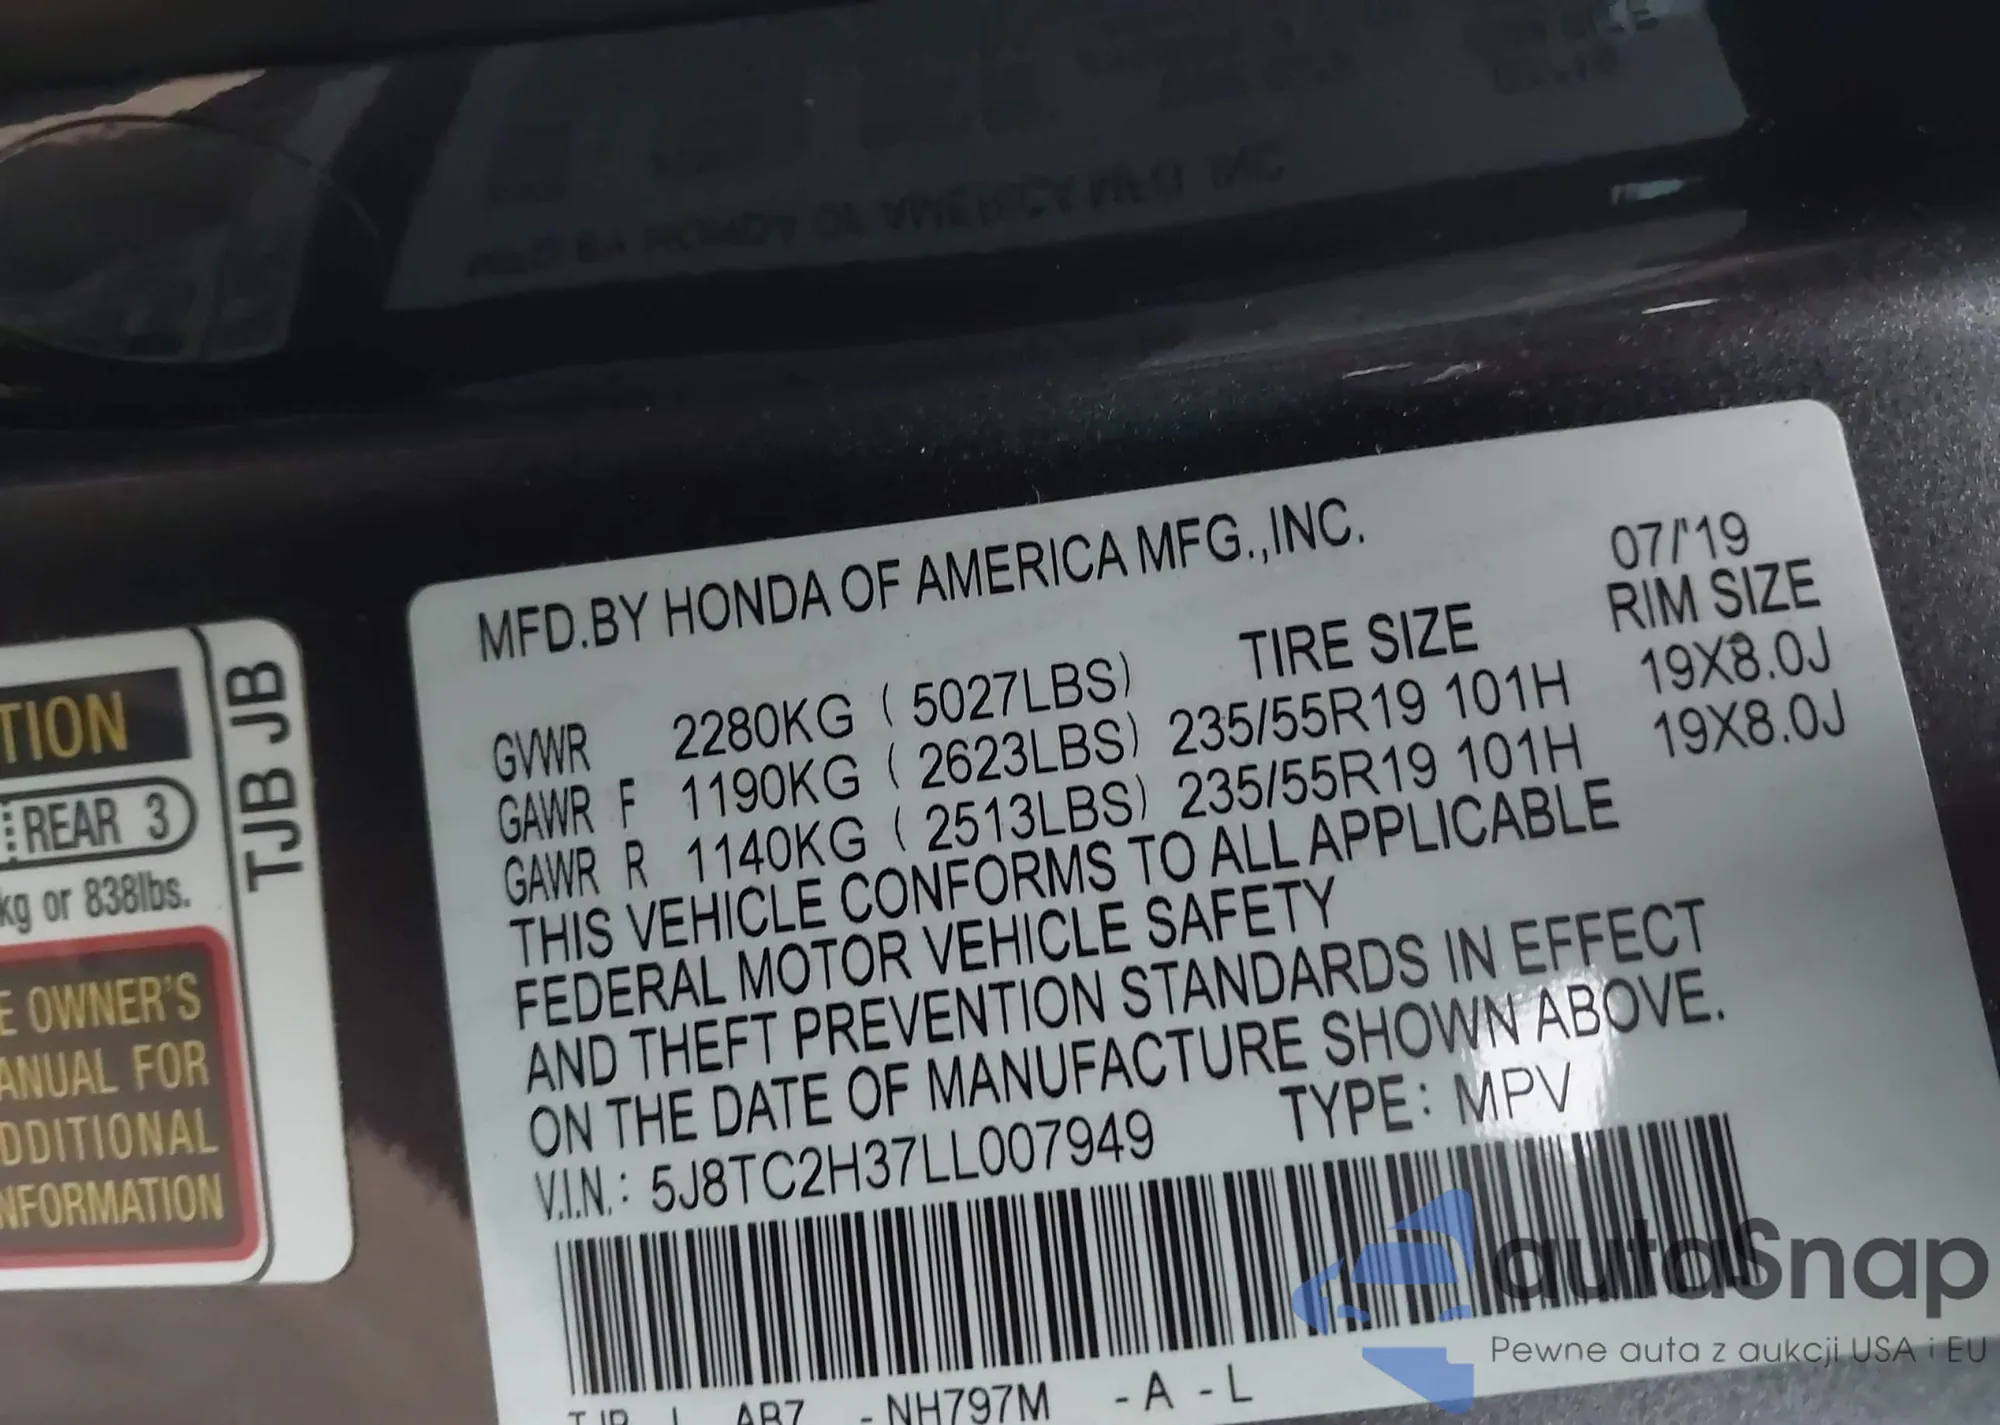 MFD.BY HONDA OF AMERICA MFG.,INC.
07/'19
TIRE SIZE RIM SIZE
GVWR 2280KG ( 5027LBS)
GAWR F 1190KG ( 2623LBS) 235/55R19 101H 19X8.0J
GAWR R 1140KG ( 2513LBS) 235/55R19 101H 19X8.0J
THIS VEHICLE CONFORMS TO ALL APPLICABLE
FEDERAL MOTOR VEHICLE SAFETY
AND THEFT PREVENTION STANDARDS IN EFFECT
ON THE DATE OF MANUFACTURE SHOWN ABOVE.
V.I.N.: 5J8TC2H37LL007949 TYPE: MPV
- NH797M - A - L
TION
REAR 3
kg or 838lbs.
E OWNER'S
ANUAL FOR
DDITIONAL
NFORMATION
TJB JB
autaSnap
Pewne auta z aukcji USA i EU